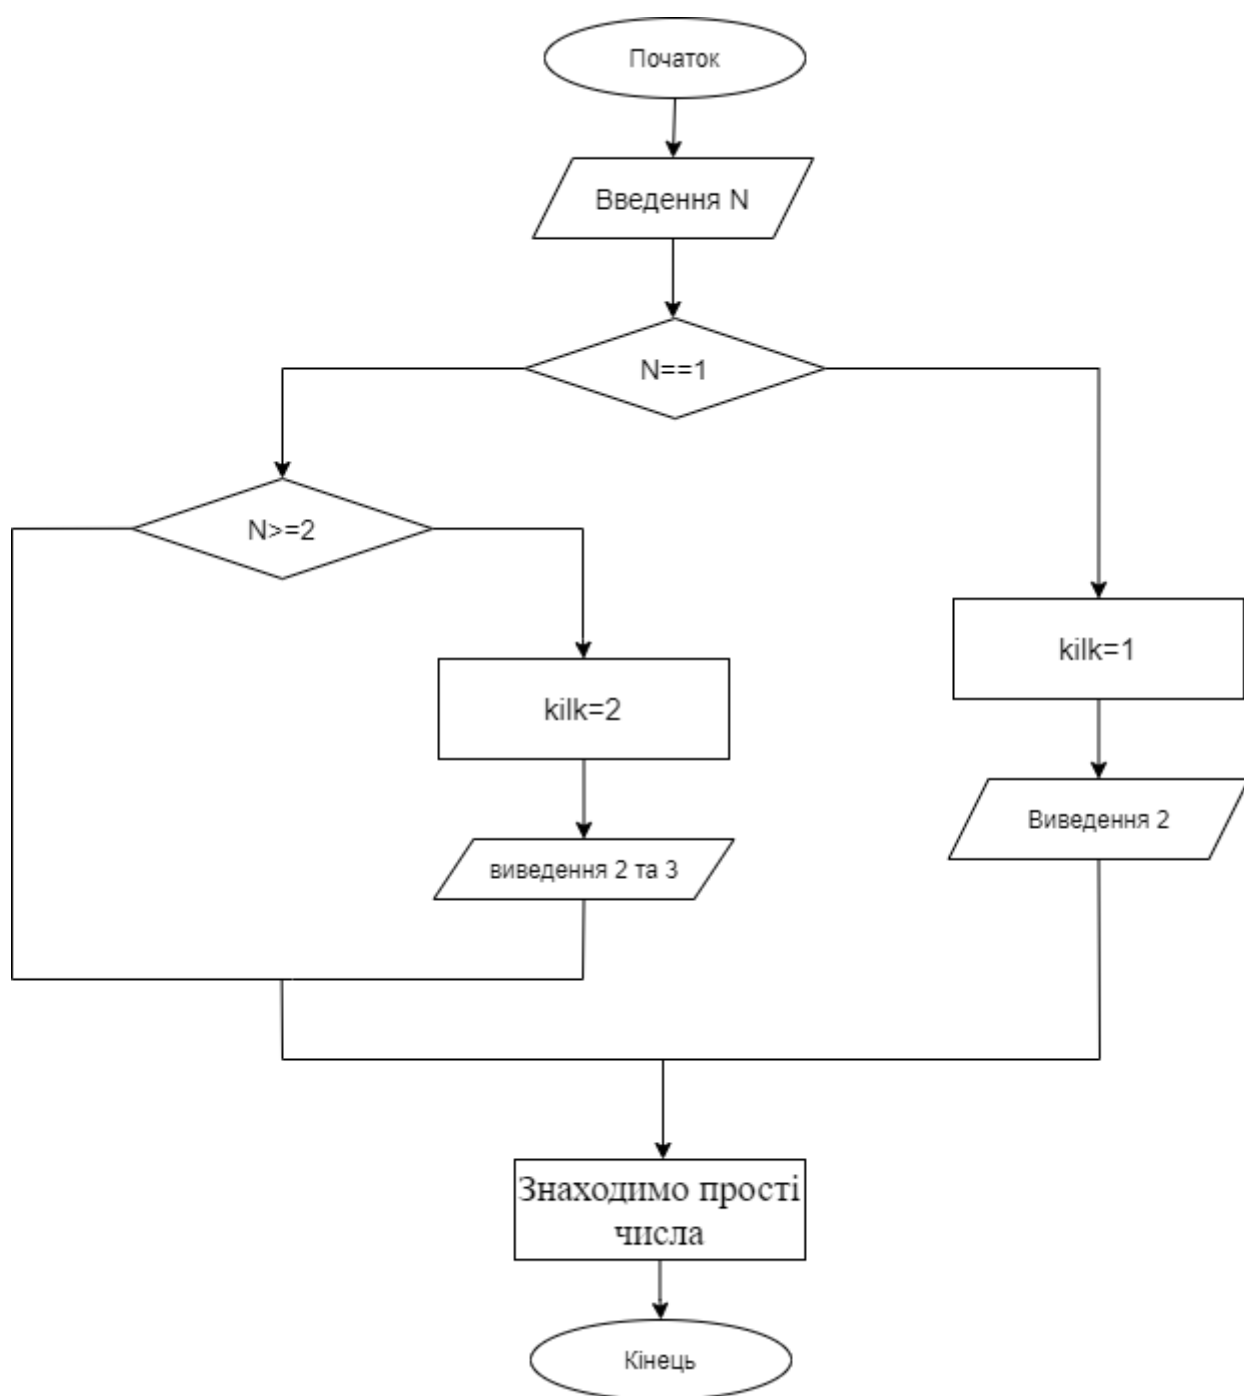 Початок
Введення N
N==1
N>=2
kilk=1
kilk=2
Виведення 2
виведення 2 та 3
Знаходимо прості
числа
Кінець